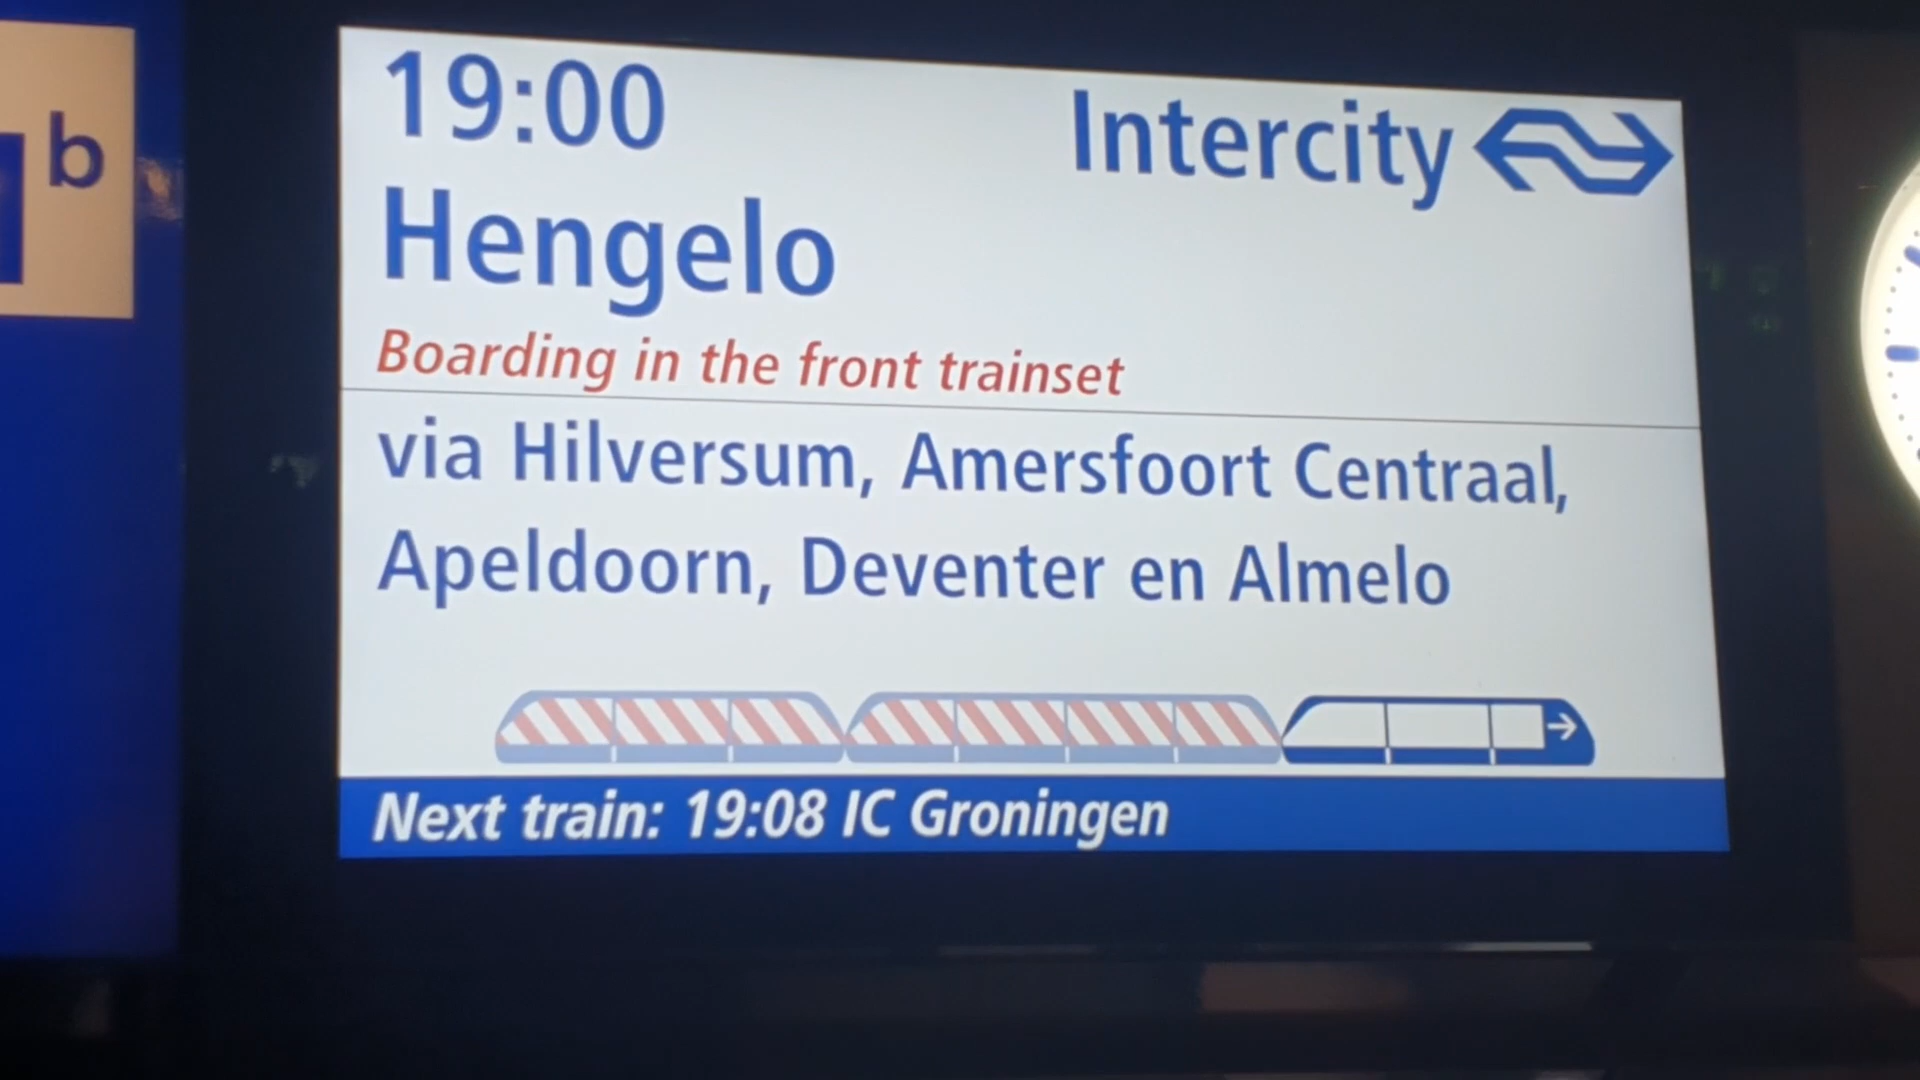 b
19:00
Intercity
Hengelo
Boarding in the front trainset
via Hilversum, Amersfoort Centraal,
Apeldoorn, Deventer en Almelo
Next train: 19:08 IC Groningen